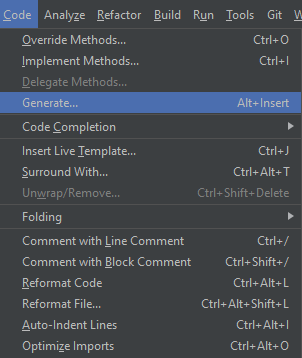 Code Analyze Refactor Build Run Tools Git
Override Methods... Ctrl+O
Implement Methods... Ctrl+I
Delegate Methods...
Generate... Alt+Insert
Code Completion
Insert Live Template... Ctrl+J
Surround With... Ctrl+Alt+T
Unwrap/Remove... Ctrl+Shift+Delete
Folding
Comment with Line Comment Ctrl+/
Comment with Block Comment Ctrl+Shift+/
Reformat Code Ctrl+Alt+L
Reformat File... Ctrl+Alt+Shift+L
Auto-Indent Lines Ctrl+Alt+I
Optimize Imports Ctrl+Alt+O